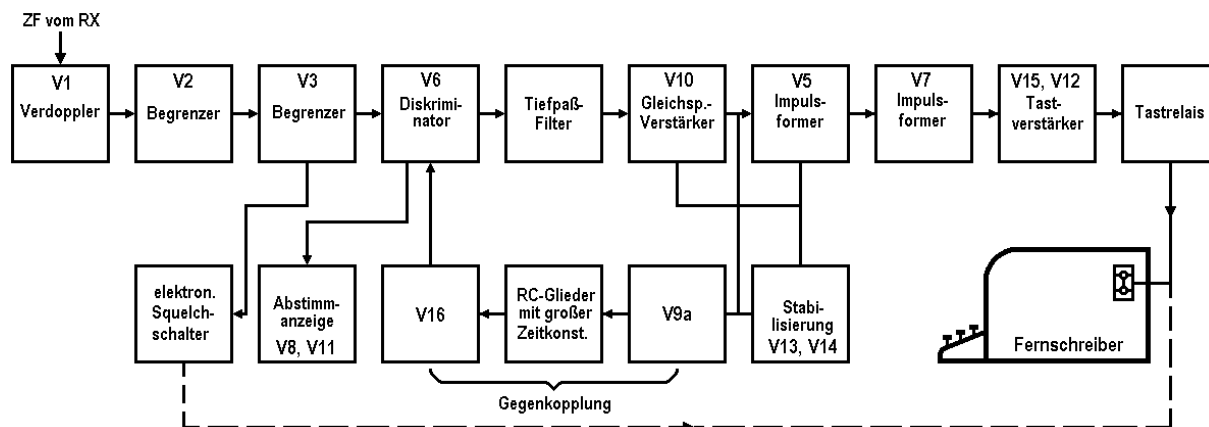 ZF vom RX
V1
Verdoppler
V2
Begrenzer
V3
Begrenzer
V6
Diskrimi-
nator
Tiefpaß-
Filter
V10
Gleichsp.-
Verstärker
V5
Impuls-
former
V7
Impuls-
former
V15, V12
Tast-
verstärker
Tastrelais
elektron.
Squelch-
schalter
Abstimm-
anzeige
V8, V11
V16
RC-Glieder
mit großer
Zeitkonst.
V9a
Stabi-
lisierung
V13, V14
Fernschreiber
Gegenkopplung